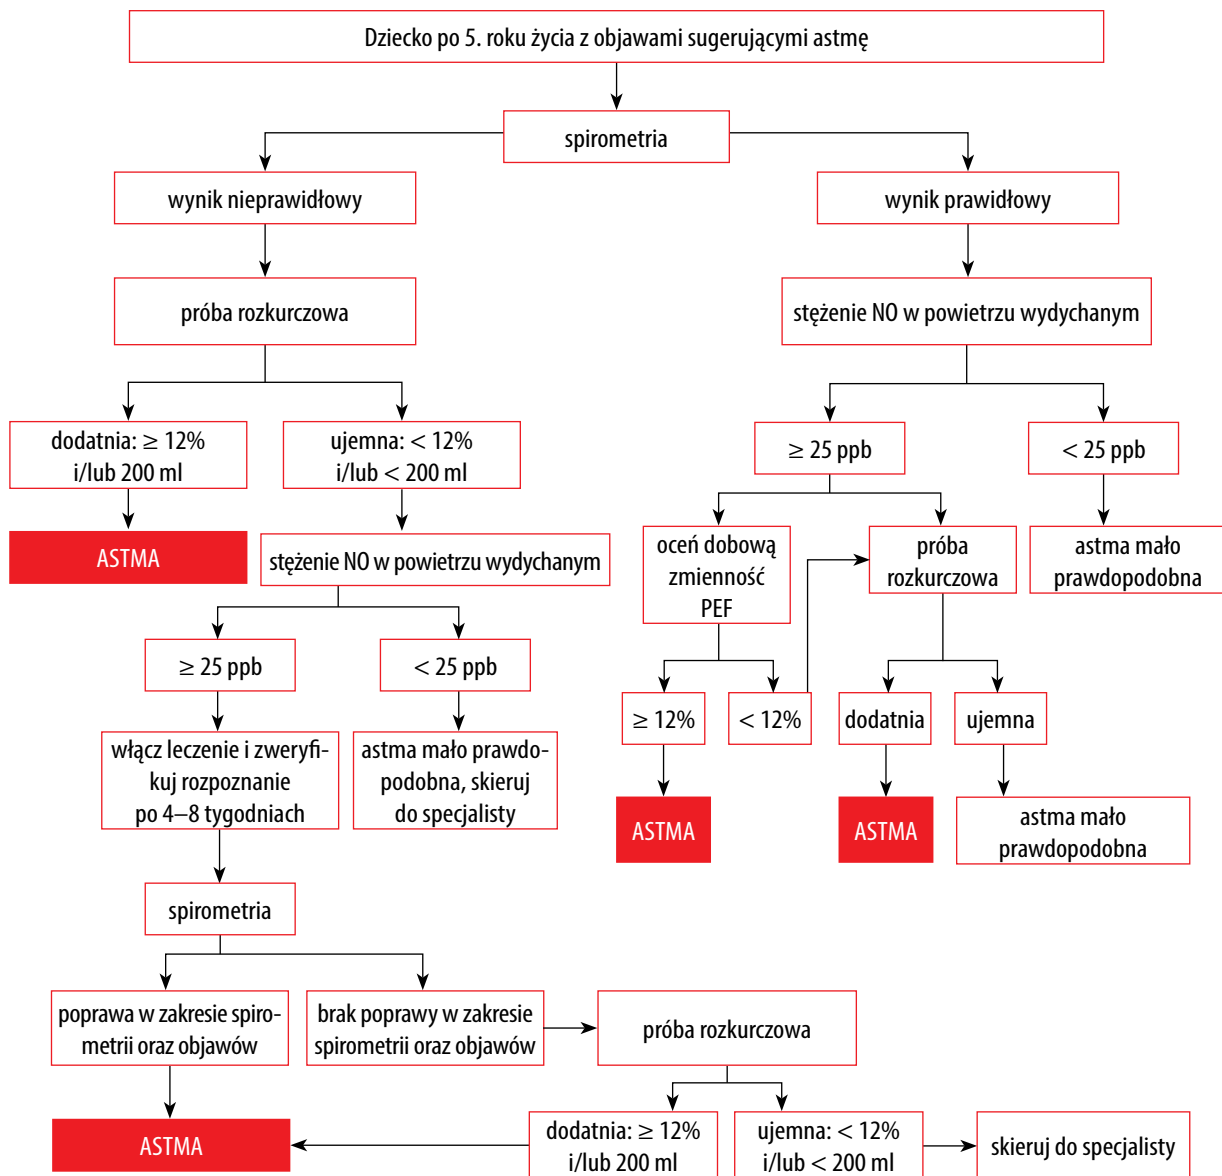 Dziecko po 5. roku życia z objawami sugerującymi astmę
spirometria
wynik nieprawidłowy
wynik prawidłowy
próba rozkurczowa
stężenie NO w powietrzu wydychanym
dodatnia: ≥ 12%
i/lub 200 ml
ujemna: < 12%
i/lub < 200 ml
≥ 25 ppb
< 25 ppb
ASTMA
stężenie NO w powietrzu wydychanym
oceń dobową
zmienność
PEF
próba
rozkurczowa
astma mało
prawdopodobna
≥ 25 ppb
< 25 ppb
≥ 12%
< 12%
dodatnia
ujemna
włącz leczenie i zweryfi-
kuj rozpoznanie
po 4–8 tygodniach
astma mało prawdo-
podobna, skieruj
do specjalisty
ASTMA
ASTMA
astma mało
prawdopodobna
spirometria
poprawa w zakresie spiro-
metrii oraz objawów
brak poprawy w zakresie
spirometrii oraz objawów
próba rozkurczowa
ASTMA
dodatnia: ≥ 12%
i/lub 200 ml
ujemna: < 12%
i/lub < 200 ml
skieruj do specjalisty